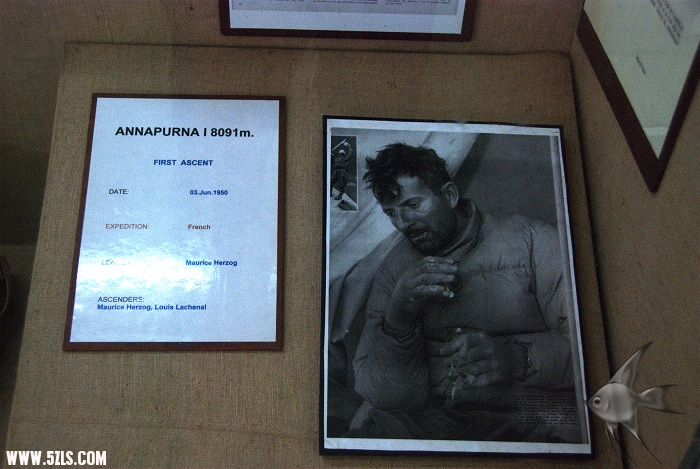 ANNAPURNA I 8091m.
FIRST ASCENT
DATE: 03.Jun.1950
EXPEDITION: French
Maurice Herzog
ASCENDERS:
Maurice Herzog, Louis Lachenal
WWW.5ZLS.COM